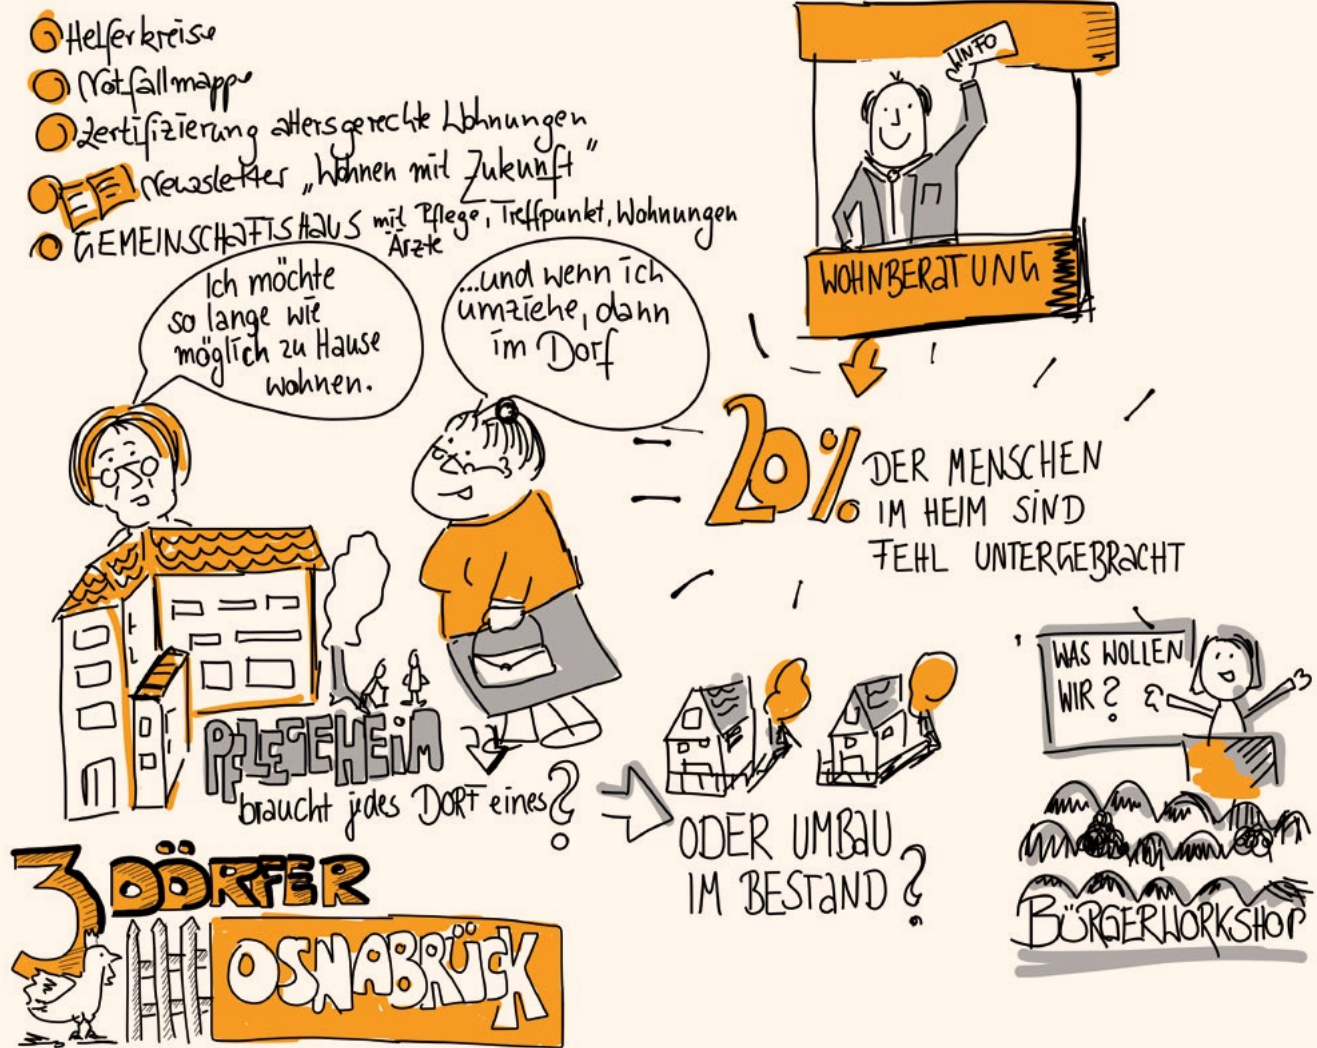 Helferkreise
Notfallmappe
Zertifizierung altersgerechte Wohnungen
Newsletter „Wohnen mit Zukunft"
GEMEINSCHAFTSHAUS mit Pflege, Treffpunkt, Wohnungen
Ärzte
INFO
WOHNBERATUNG
Ich möchte
so lange wie
möglich zu Hause
wohnen.
...und wenn ich
umziehe, dann
im Dorf
20% DER MENSCHEN
IM HEIM SIND
FEHL UNTERGEBRACHT
PFLEGEHEIM
braucht jedes DORF eines?
ODER UMBAU
IM BESTAND?
WAS WOLLEN
WIR?
BÜRGERWORKSHOP
3 DÖRFER
OSNABRÜCK